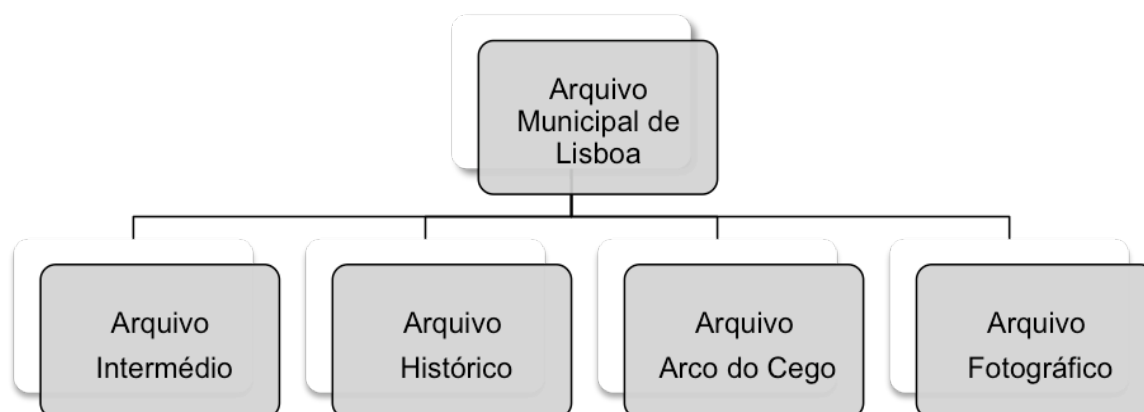 Arquivo
Municipal de
Lisboa
Arquivo
Intermédio
Arquivo
Histórico
Arquivo
Arco do Cego
Arquivo
Fotográfico